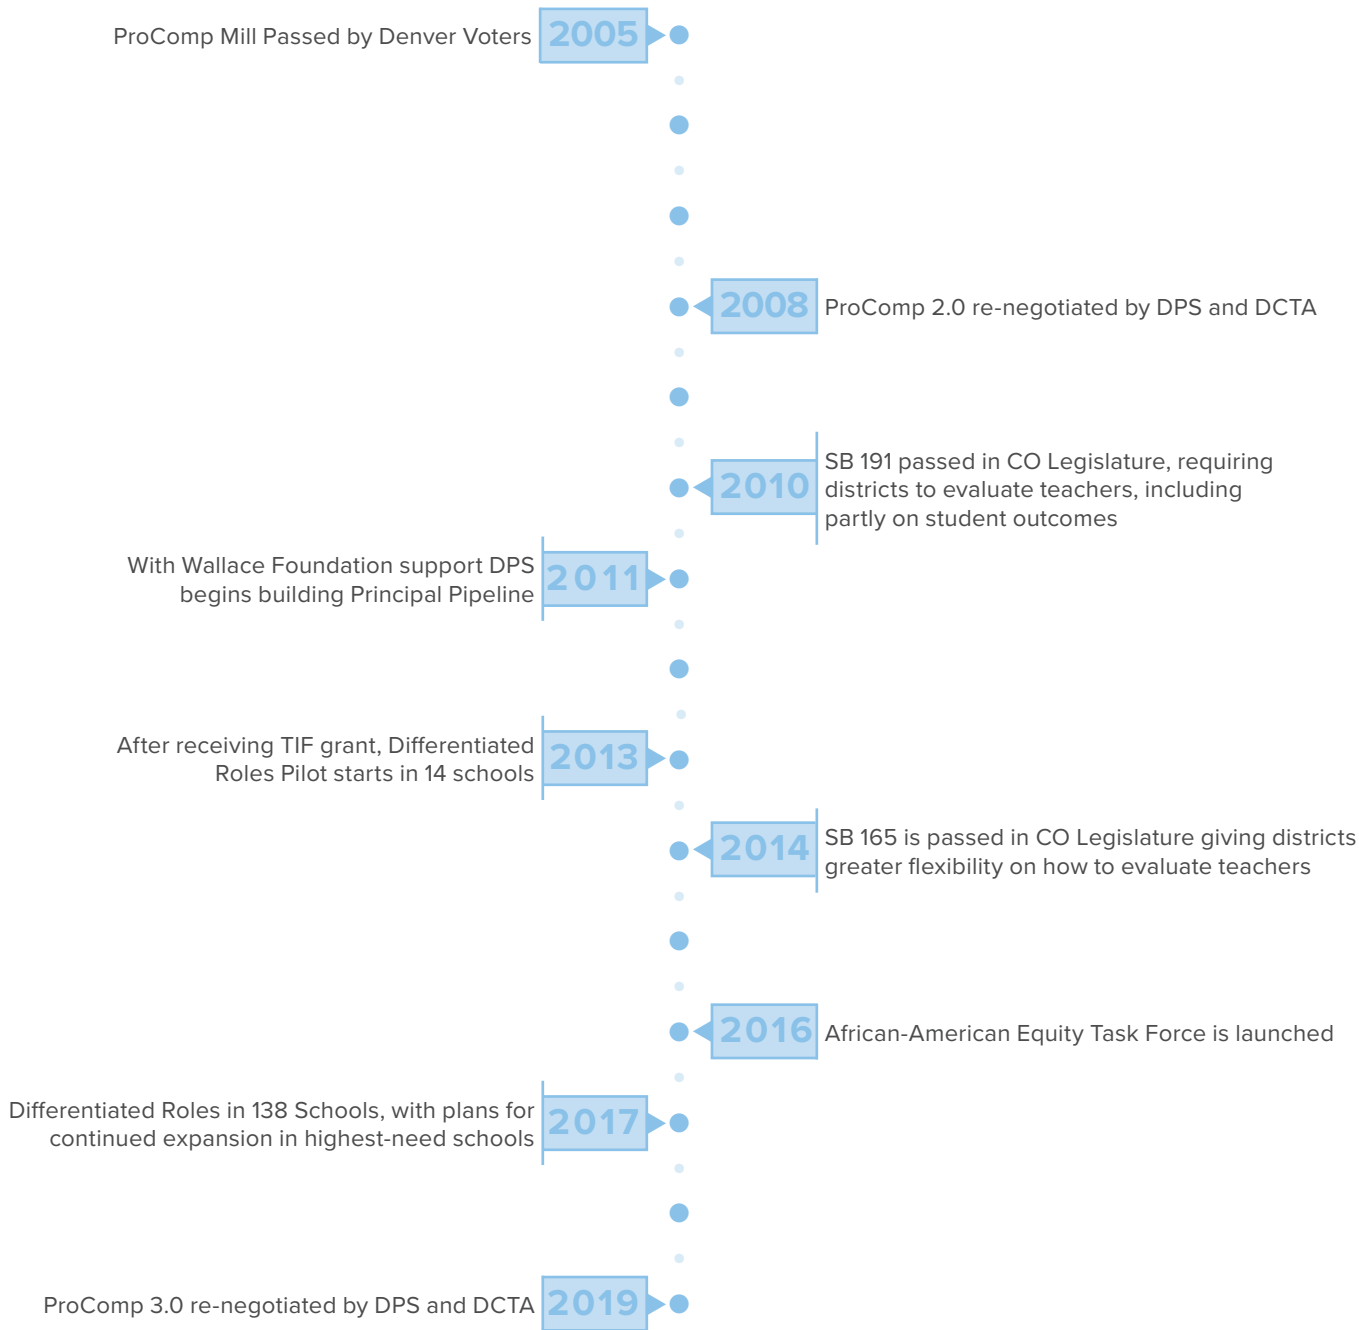 ProComp Mill Passed by Denver Voters
2005
2008
ProComp 2.0 re-negotiated by DPS and DCTA
2010
SB 191 passed in CO Legislature, requiring
districts to evaluate teachers, including
partly on student outcomes
With Wallace Foundation support DPS
begins building Principal Pipeline
2011
After receiving TIF grant, Differentiated
Roles Pilot starts in 14 schools
2013
2014
SB 165 is passed in CO Legislature giving districts
greater flexibility on how to evaluate teachers
2016
African-American Equity Task Force is launched
Differentiated Roles in 138 Schools, with plans for
continued expansion in highest-need schools
2017
ProComp 3.0 re-negotiated by DPS and DCTA
2019